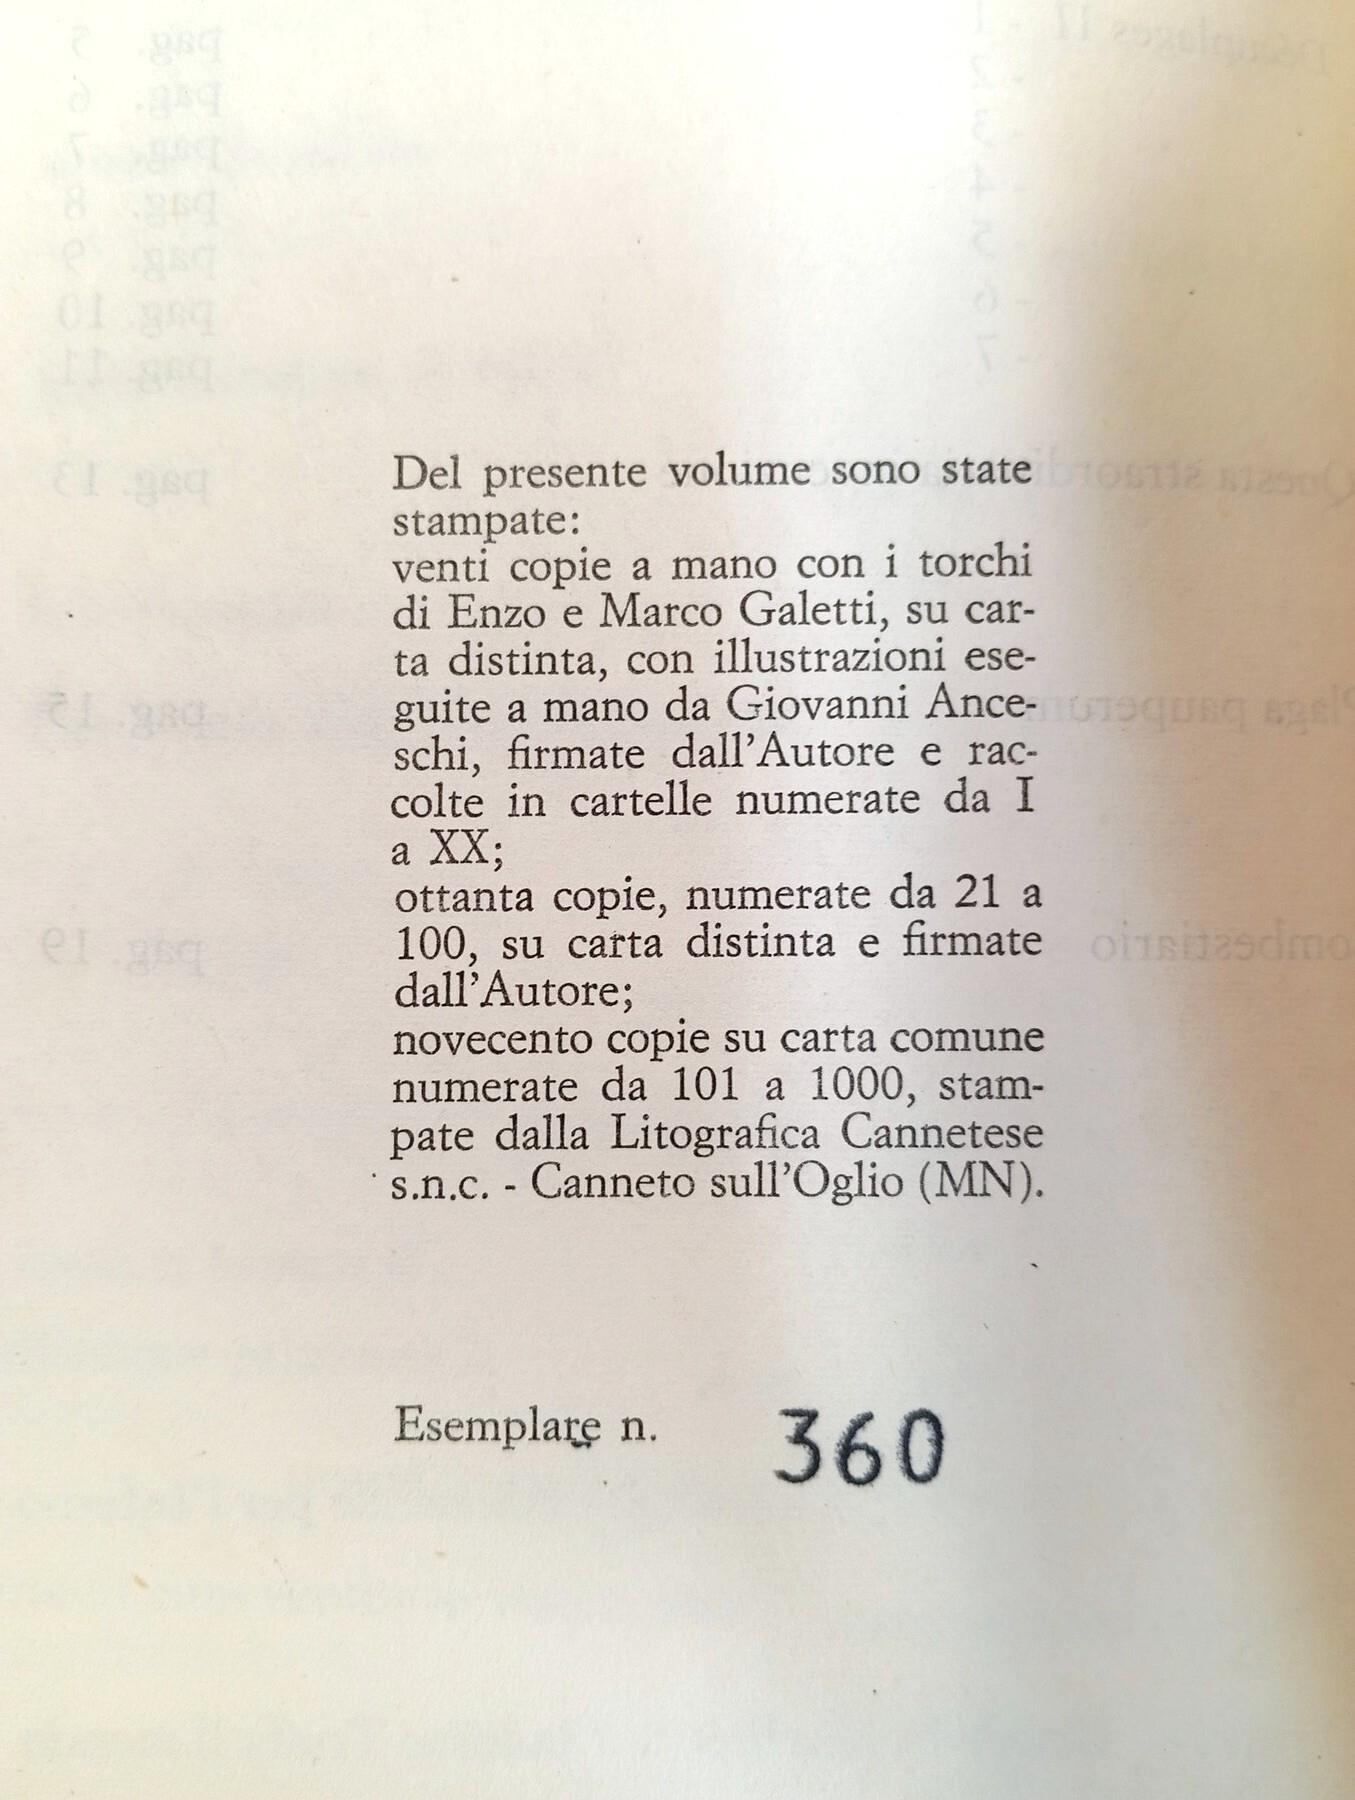 Del presente volume sono state
stampate:
venti copie a mano con i torchi
di Enzo e Marco Galetti, su car-
ta distinta, con illustrazioni ese-
guite a mano da Giovanni Ance-
schi, firmate dall'Autore e rac-
colte in cartelle numerate da I
a XX;
ottanta copie, numerate da 21 a
100, su carta distinta e firmate
dall'Autore;
novecento copie su carta comune
numerate da 101 a 1000, stam-
pate dalla Litografica Cannetese
s.n.c. - Canneto sull'Oglio (MN).
Esemplare n. 360